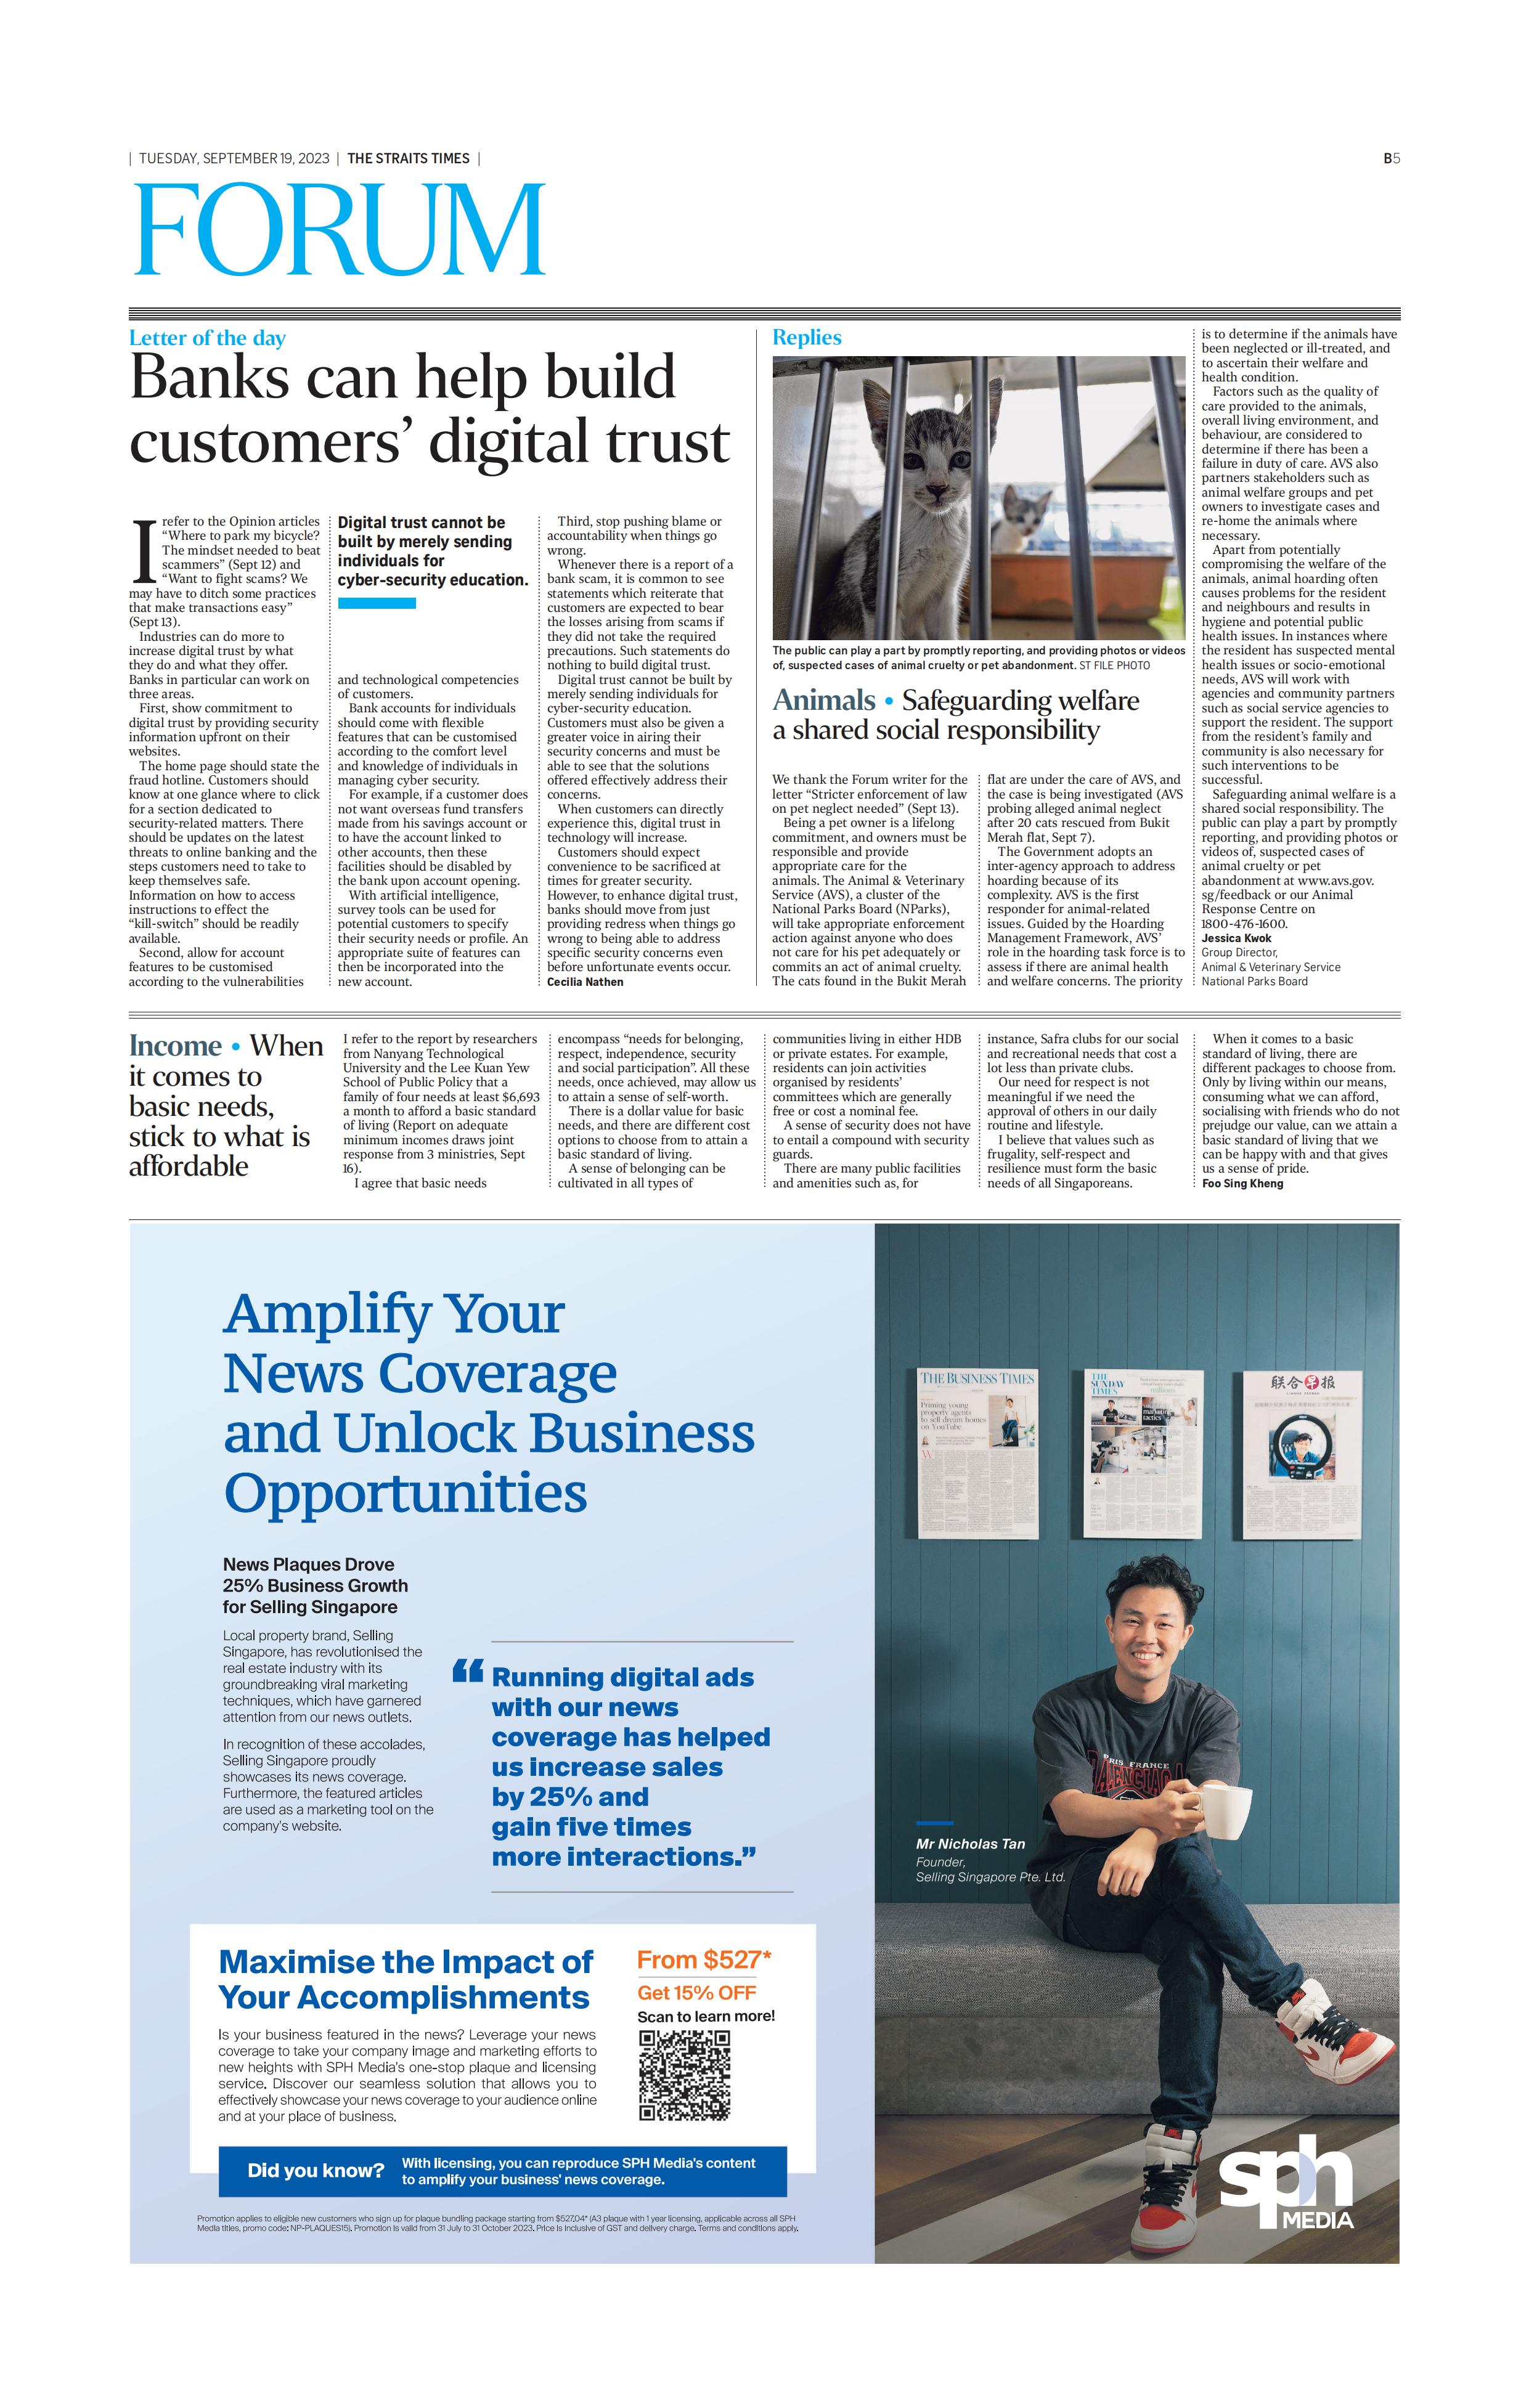 | TUESDAY, SEPTEMBER 19, 2023 | THE STRAITS TIMES |
B5
FORUM
Letter of the day
Banks can help build
customers’ digital trust
I refer to the Opinion articles
“Where to park my bicycle?
The mindset needed to beat
scammers” (Sept 12) and
“Want to fight scams? We
may have to ditch some practices
that make transactions easy”
(Sept 13).
Industries can do more to
increase digital trust by what
they do and what they offer.
Banks in particular can work on
three areas.
First, show commitment to
digital trust by providing security
information upfront on their
websites.
The home page should state the
fraud hotline. Customers should
know at one glance where to click
for a section dedicated to
security-related matters. There
should be updates on the latest
threats to online banking and the
steps customers need to take to
keep themselves safe.
Information on how to access
instructions to effect the
“kill-switch” should be readily
available.
Second, allow for account
features to be customised
according to the vulnerabilities
Digital trust cannot be
built by merely sending
individuals for
cyber-security education.
and technological competencies
of customers.
Bank accounts for individuals
should come with flexible
features that can be customised
according to the comfort level
and knowledge of individuals in
managing cyber security.
For example, if a customer does
not want overseas fund transfers
made from his savings account or
to have the account linked to
other accounts, then these
facilities should be disabled by
the bank upon account opening.
With artificial intelligence,
survey tools can be used for
potential customers to specify
their security needs or profile. An
appropriate suite of features can
then be incorporated into the
new account.
Third, stop pushing blame or
accountability when things go
wrong.
Whenever there is a report of a
bank scam, it is common to see
statements which reiterate that
customers are expected to bear
the losses arising from scams if
they did not take the required
precautions. Such statements do
nothing to build digital trust.
Digital trust cannot be built by
merely sending individuals for
cyber-security education.
Customers must also be given a
greater voice in airing their
security concerns and must be
able to see that the solutions
offered effectively address their
concerns.
When customers can directly
experience this, digital trust in
technology will increase.
Customers should expect
convenience to be sacrificed at
times for greater security.
However, to enhance digital trust,
banks should move from just
providing redress when things go
wrong to being able to address
specific security concerns even
before unfortunate events occur.
Cecilia Nathen
Replies
The public can play a part by promptly reporting, and providing photos or videos
of, suspected cases of animal cruelty or pet abandonment. ST FILE PHOTO
Animals • Safeguarding welfare
a shared social responsibility
We thank the Forum writer for the
letter “Stricter enforcement of law
on pet neglect needed” (Sept 13).
Being a pet owner is a lifelong
commitment, and owners must be
responsible and provide
appropriate care for the
animals. The Animal & Veterinary
Service (AVS), a cluster of the
National Parks Board (NParks),
will take appropriate enforcement
action against anyone who does
not care for his pet adequately or
commits an act of animal cruelty.
The cats found in the Bukit Merah
flat are under the care of AVS, and
the case is being investigated (AVS
probing alleged animal neglect
after 20 cats rescued from Bukit
Merah flat, Sept 7).
The Government adopts an
inter-agency approach to address
hoarding because of its
complexity. AVS is the first
responder for animal-related
issues. Guided by the Hoarding
Management Framework, AVS’
role in the hoarding task force is to
assess if there are animal health
and welfare concerns. The priority
is to determine if the animals have
been neglected or ill-treated, and
to ascertain their welfare and
health condition.
Factors such as the quality of
care provided to the animals,
overall living environment, and
behaviour, are considered to
determine if there has been a
failure in duty of care. AVS also
partners stakeholders such as
animal welfare groups and pet
owners to investigate cases and
re-home the animals where
necessary.
Apart from potentially
compromising the welfare of the
animals, animal hoarding often
causes problems for the resident
and neighbours and results in
hygiene and potential public
health issues. In instances where
the resident has suspected mental
health issues or socio-emotional
needs, AVS will work with
agencies and community partners
such as social service agencies to
support the resident. The support
from the resident’s family and
community is also necessary for
such interventions to be
successful.
Safeguarding animal welfare is a
shared social responsibility. The
public can play a part by promptly
reporting, and providing photos or
videos of, suspected cases of
animal cruelty or pet
abandonment at www.avs.gov.
sg/feedback or our Animal
Response Centre on
1800-476-1600.
Jessica Kwok
Group Director,
Animal & Veterinary Service
National Parks Board
Income • When
it comes to
basic needs,
stick to what is
affordable
I refer to the report by researchers
from Nanyang Technological
University and the Lee Kuan Yew
School of Public Policy that a
family of four needs at least $6,693
a month to afford a basic standard
of living (Report on adequate
minimum incomes draws joint
response from 3 ministries, Sept
16).
I agree that basic needs
encompass “needs for belonging,
respect, independence, security
and social participation”. All these
needs, once achieved, may allow us
to attain a sense of self-worth.
There is a dollar value for basic
needs, and there are different cost
options to choose from to attain a
basic standard of living.
A sense of belonging can be
cultivated in all types of
communities living in either HDB
or private estates. For example,
residents can join activities
organised by residents’
committees which are generally
free or cost a nominal fee.
A sense of security does not have
to entail a compound with security
guards.
There are many public facilities
and amenities such as, for
instance, Safra clubs for our social
and recreational needs that cost a
lot less than private clubs.
Our need for respect is not
meaningful if we need the
approval of others in our daily
routine and lifestyle.
I believe that values such as
frugality, self-respect and
resilience must form the basic
needs of all Singaporeans.
When it comes to a basic
standard of living, there are
different packages to choose from.
Only by living within our means,
consuming what we can afford,
socialising with friends who do not
prejudge our value, can we attain a
basic standard of living that we
can be happy with and that gives
us a sense of pride.
Foo Sing Kheng
Amplify Your
News Coverage
and Unlock Business
Opportunities
News Plaques Drove
25% Business Growth
for Selling Singapore
Local property brand, Selling
Singapore, has revolutionised the
real estate industry with its
groundbreaking viral marketing
techniques, which have garnered
attention from our news outlets.
In recognition of these accolades,
Selling Singapore proudly
showcases its news coverage.
Furthermore, the featured articles
are used as a marketing tool on the
company's website.
“Running digital ads
with our news
coverage has helped
us increase sales
by 25% and
gain five times
more interactions.”
THE BUSINESS TIMES
Priming young
property agents
to sell dream homes
on YouTube
THE
SUNDAY
TIMES
marketing
tactics
联合早报
RIS FRANCE
Mr Nicholas Tan
Founder,
Selling Singapore Pte. Ltd.
Maximise the Impact of
Your Accomplishments
Is your business featured in the news? Leverage your news
coverage to take your company image and marketing efforts to
new heights with SPH Media's one-stop plaque and licensing
service. Discover our seamless solution that allows you to
effectively showcase your news coverage to your audience online
and at your place of business.
From $527*
Get 15% OFF
Scan to learn more!
Did you know?
With licensing, you can reproduce SPH Media's content
to amplify your business' news coverage.
Promotion applies to eligible new customers who sign up for plaque bundling package starting from $527.04* (A3 plaque with 1 year licensing, applicable across all SPH
Media titles, promo code: NP-PLAQUES15). Promotion is valid from 31 July to 31 October 2023. Price is inclusive of GST and delivery charge. Terms and conditions apply.
sph
MEDIA